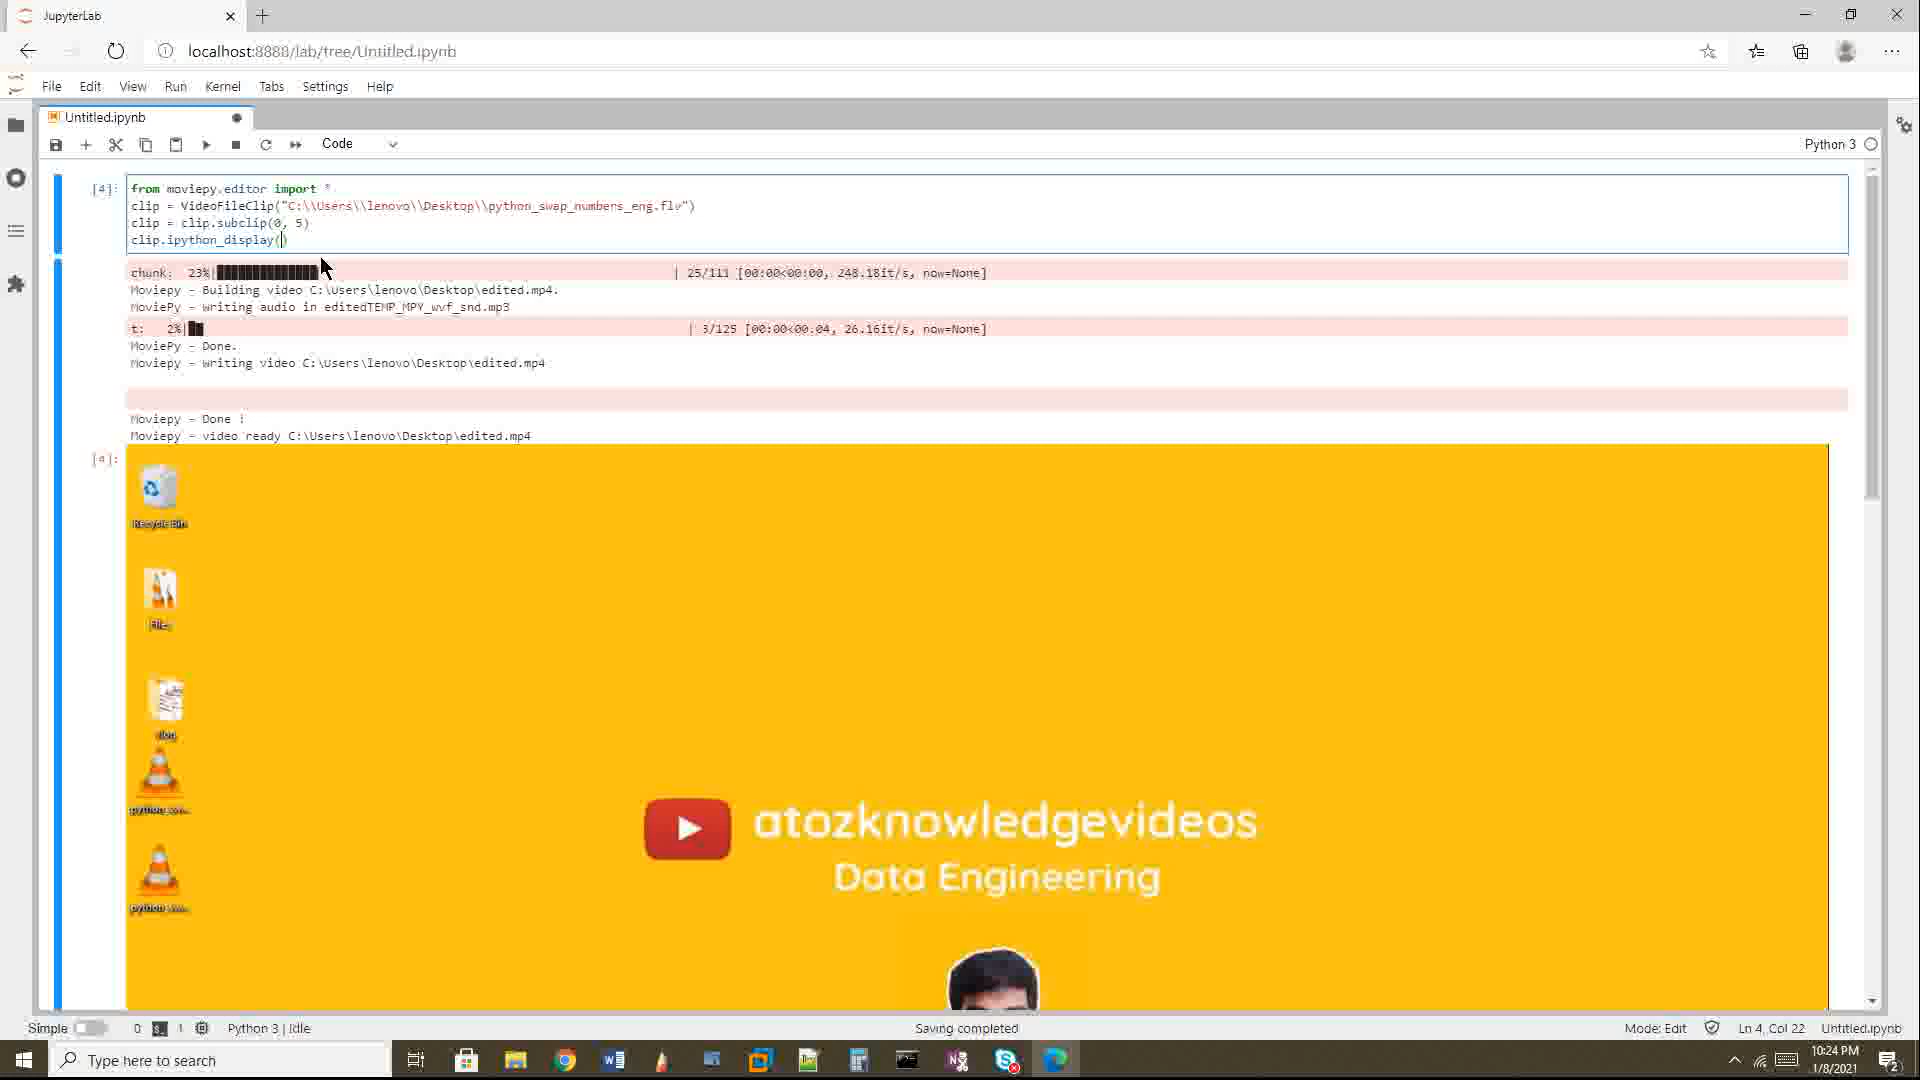 JupyterLab
localhost:8888/lab/tree/Untitled.ipynb
File Edit View Run Kernel Tabs Settings Help
Untitled.ipynb
Code
Python 3
[4]:
from moviepy.editor import *
clip = VideoFileClip("C:\\Users\\lenovo\\Desktop\\python_swap_numbers_eng.flv")
clip = clip.subclip(0, 5)
clip.ipython_display()
chunk: 23%| | 25/111 [00:00<00:00, 248.18it/s, now=None]
Moviepy - Building video C:\Users\lenovo\Desktop\edited.mp4.
MoviePy - Writing audio in editedTEMP_MPY_wvf_snd.mp3
t: 2%| | 3/125 [00:00<00:04, 26.16it/s, now=None]
MoviePy - Done.
Moviepy - Writing video C:\Users\lenovo\Desktop\edited.mp4
Moviepy - Done !
Moviepy - video ready C:\Users\lenovo\Desktop\edited.mp4
[4]:
Recycle Bin
atozknowledgevideos
Data Engineering
Simple 0 1 Python 3 | Idle Saving completed Mode: Edit Ln 4, Col 22 Untitled.ipynb
Type here to search
10:24 PM
1/8/2021
2